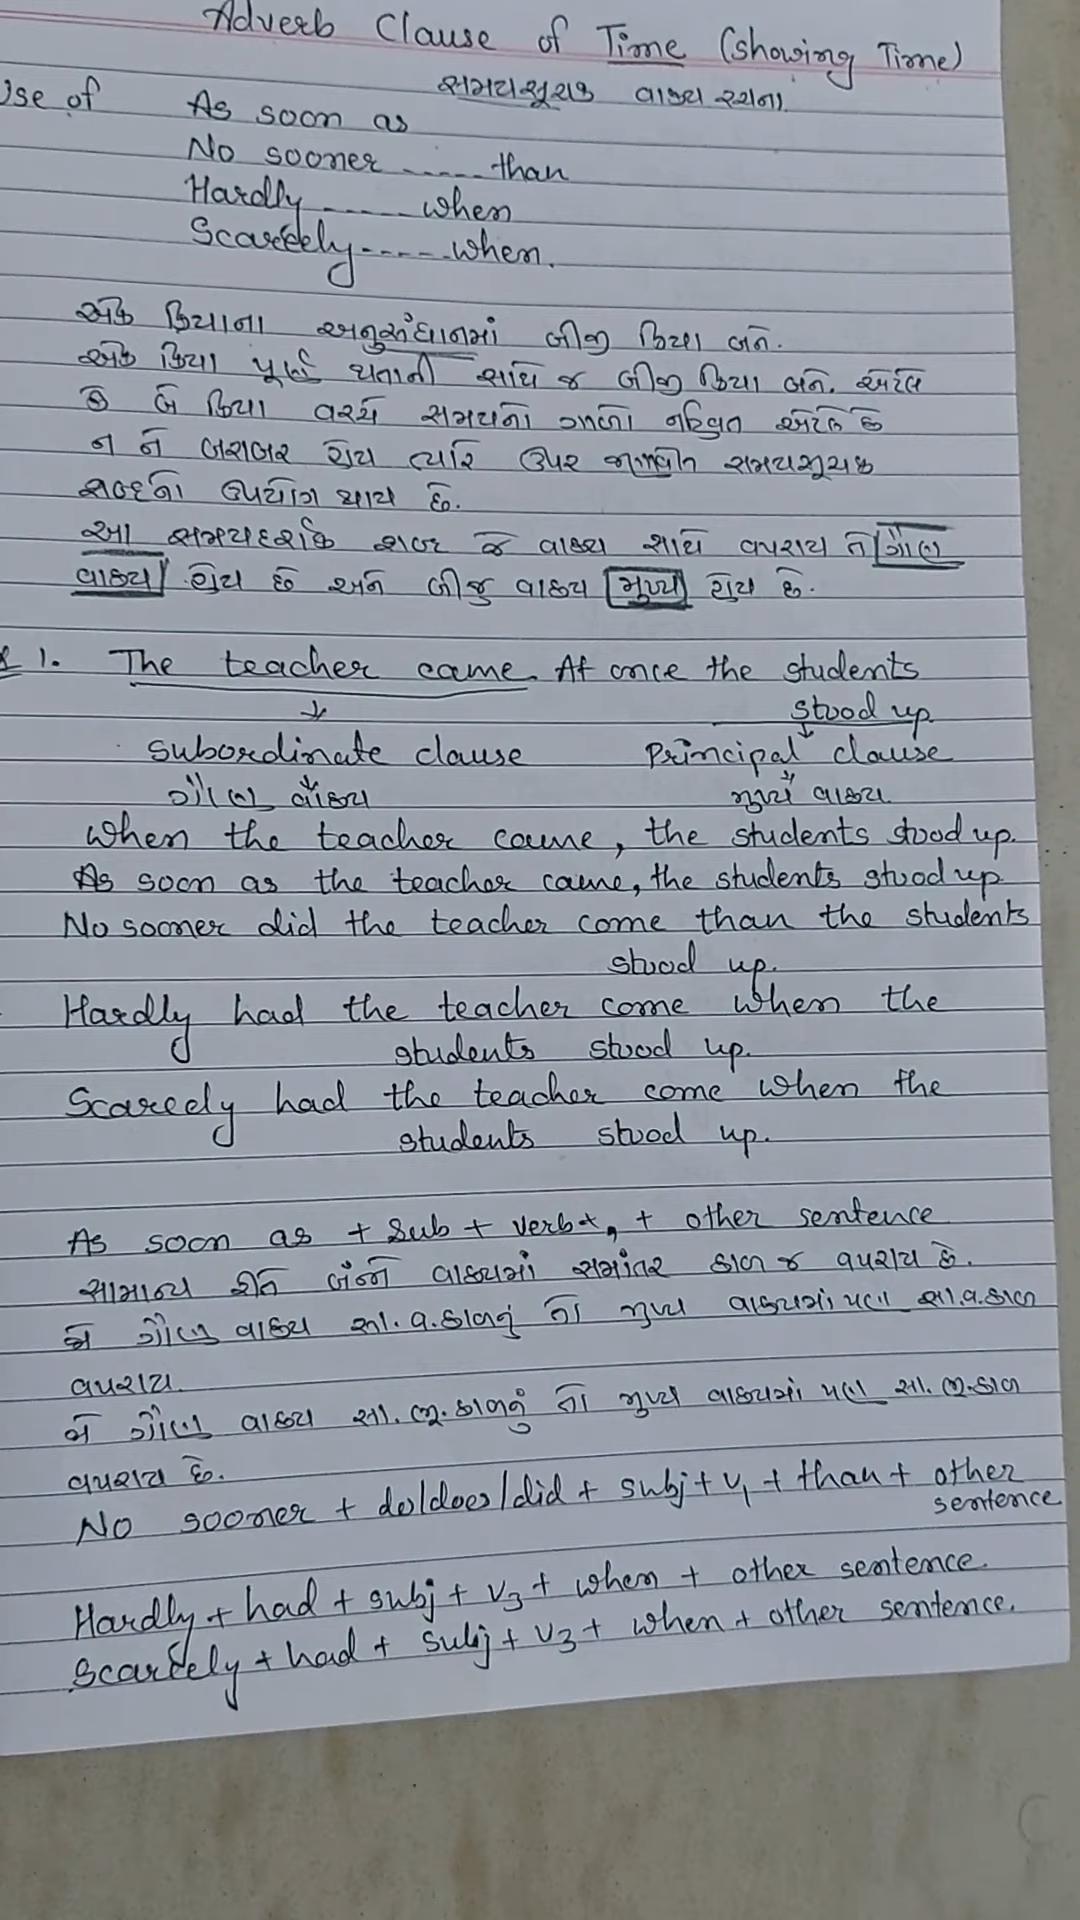 Adverb Clause of Time (showing Time)
સમયસૂચક વાક્ય રચના.
Use of As soon as
No sooner ..... than
Hardly ..... when
Scarcely ..... when.
એક ક્રિયાના અનુસંધાનમાં બીજી ક્રિયા બને.
એક ક્રિયા પૂર્ણ થતાની સાથે જ બીજી ક્રિયા બને. એટલે
કે બે ક્રિયા વચ્ચે સમયનો ગાળો નહિવત એટલે કે
ન ને બરાબર હોય ત્યારે ઉપર મુજબના સમયસૂચક
શબ્દનો ઉપયોગ થાય છે.
આ સમયદર્શક શબ્દ જે વાક્ય સાથે વપરાય તે ગૌણ
વાક્ય હોય છે અને બીજુ વાક્ય મુખ્ય હોય છે.
1. The teacher came. At once the students
stood up.
subordinate clause Principal clause
ગૌણ વાક્ય મુખ્ય વાક્ય
When the teacher came, the students stood up.
As soon as the teacher came, the students stood up
No sooner did the teacher come than the students
stood up.
Hardly had the teacher come when the
students stood up.
Scarecly had the teacher come when the
students stood up.
As soon as + Sub + verb + other sentence
સામાન્ય રીતે બંન્ને વાક્યમાં સમાંતર કાળ જ વપરાય છે.
જો ગૌણ વાક્ય સા. વ. કાળનું તો મુખ્ય વાક્યમાં પણ સા. વ. કાળ
વપરાય.
જો ગૌણ વાક્ય સા. ભૂ. કાળનું તો મુખ્ય વાક્યમાં પણ સા. ભૂ. કાળ
વપરાય છે.
No sooner + do/does/did + subj + V1 + than + other
sentence
Hardly + had + subj + V3 + when + other sentence.
Scarcely + had + subj + V3 + when + other sentence.